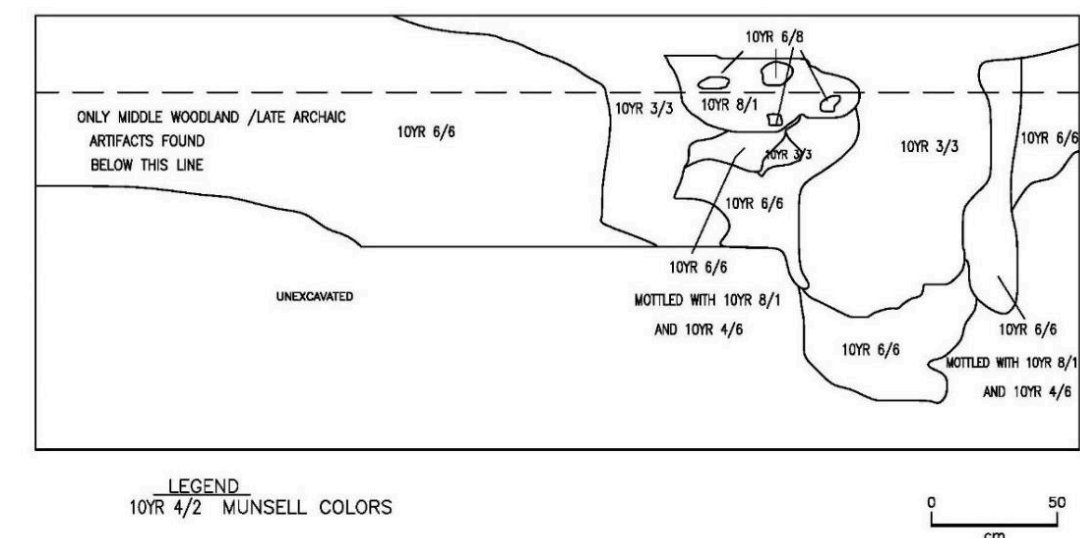 10YR 6/8
ONLY MIDDLE WOODLAND /LATE ARCHAIC
ARTIFACTS FOUND
BELOW THIS LINE
10YR 6/6
10YR 3/3
10YR 8/1
10YR 3/3
10YR 3/3
10YR 6/6
10YR 6/6
10YR 6/6
MOTTLED WITH 10YR 8/1
AND 10YR 4/6
UNEXCAVATED
10YR 6/6
10YR 6/6
MOTTLED WITH 10YR 8/1
AND 10YR 4/6
LEGEND
10YR 4/2 MUNSELL COLORS
0 50
cm